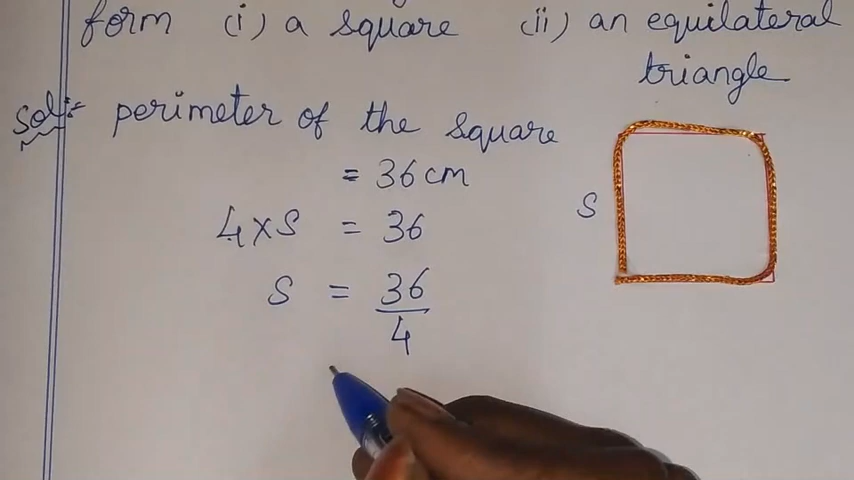 form (i) a square (ii) an equilateral
triangle
Sol:- perimeter of the square
= 36 cm
4 × S = 36
S = 36/4
S